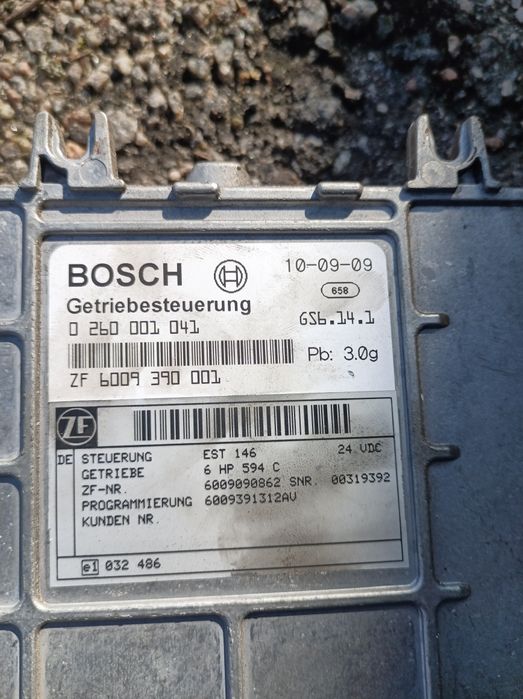 BOSCH 10-09-09
Getriebesteuerung 658
0 260 001 041 GS6.14.1
Pb: 3.0g
ZF 6009 390 001
ZF
DE STEUERUNG EST 146 24 VDC
GETRIEBE 6 HP 594 C
ZF-NR. 6009090862 SNR. 00319392
PROGRAMMIERUNG 6009391312AV
KUNDEN NR.
e1 032 486